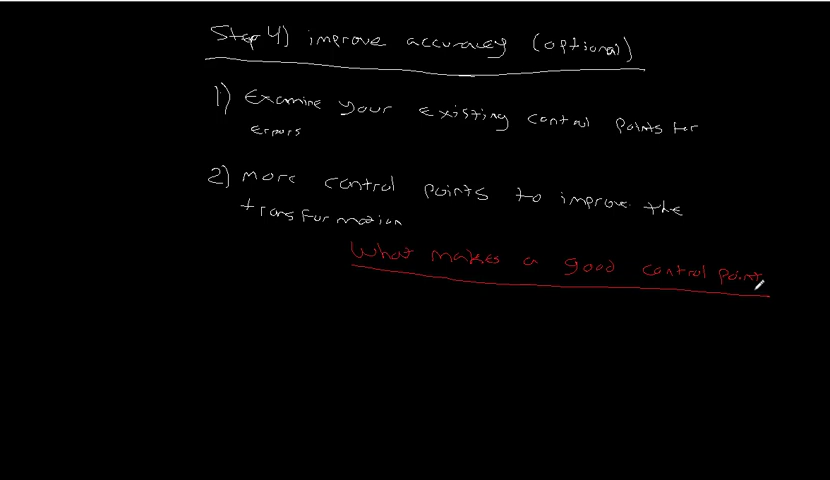 Step 4) improve accuracy (optional)
1) Examine your existing control points for
errors
2) more control points to improve the
transformation
What makes a good control point